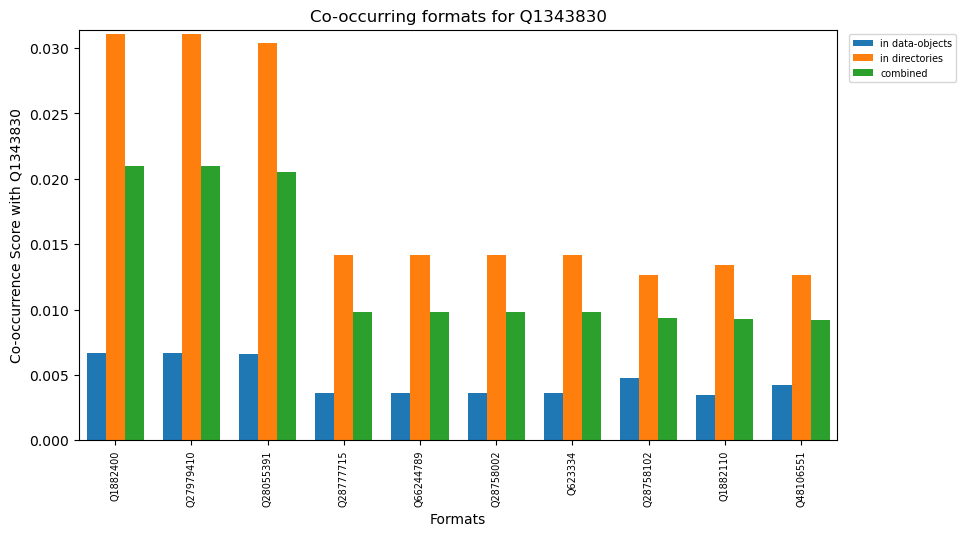 Co-occurring formats for Q1343830
in data-objects
in directories
combined
Co-occurrence Score with Q1343830
0.030
0.025
0.020
0.015
0.010
0.005
0.000
Q1882400
Q27979410
Q28055391
Q28777715
Q66244789
Q28758002
Q623334
Q28758102
Q1882110
Q48106551
Formats